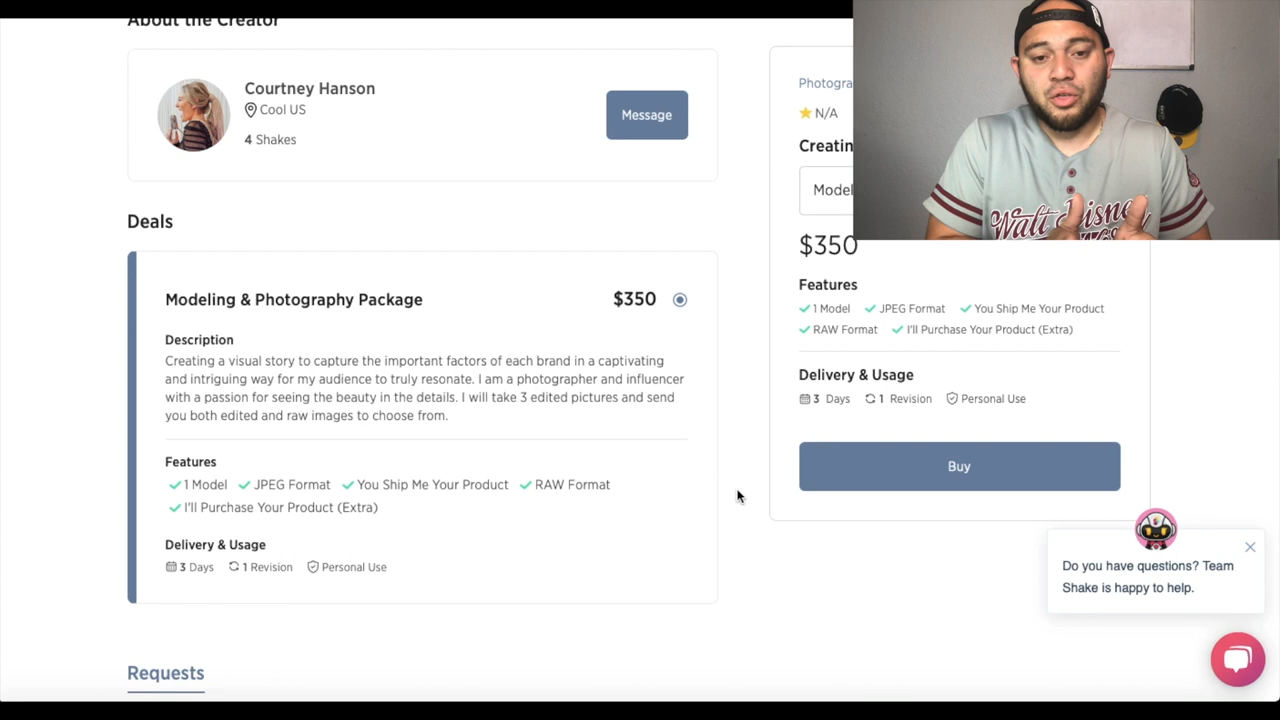 About the Creator
Courtney Hanson
Cool US
4 Shakes
Message
Deals
Modeling & Photography Package
$350
Description
Creating a visual story to capture the important factors of each brand in a captivating
and intriguing way for my audience to truly resonate. I am a photographer and influencer
with a passion for seeing the beauty in the details. I will take 3 edited pictures and send
you both edited and raw images to choose from.
Features
1 Model JPEG Format You Ship Me Your Product RAW Format
I'll Purchase Your Product (Extra)
Delivery & Usage
3 Days 1 Revision Personal Use
Requests
Photogra
N/A
Creatin
Model
$350
Features
1 Model JPEG Format You Ship Me Your Product
RAW Format I'll Purchase Your Product (Extra)
Delivery & Usage
3 Days 1 Revision Personal Use
Buy
Walt Disney
Do you have questions? Team
Shake is happy to help.